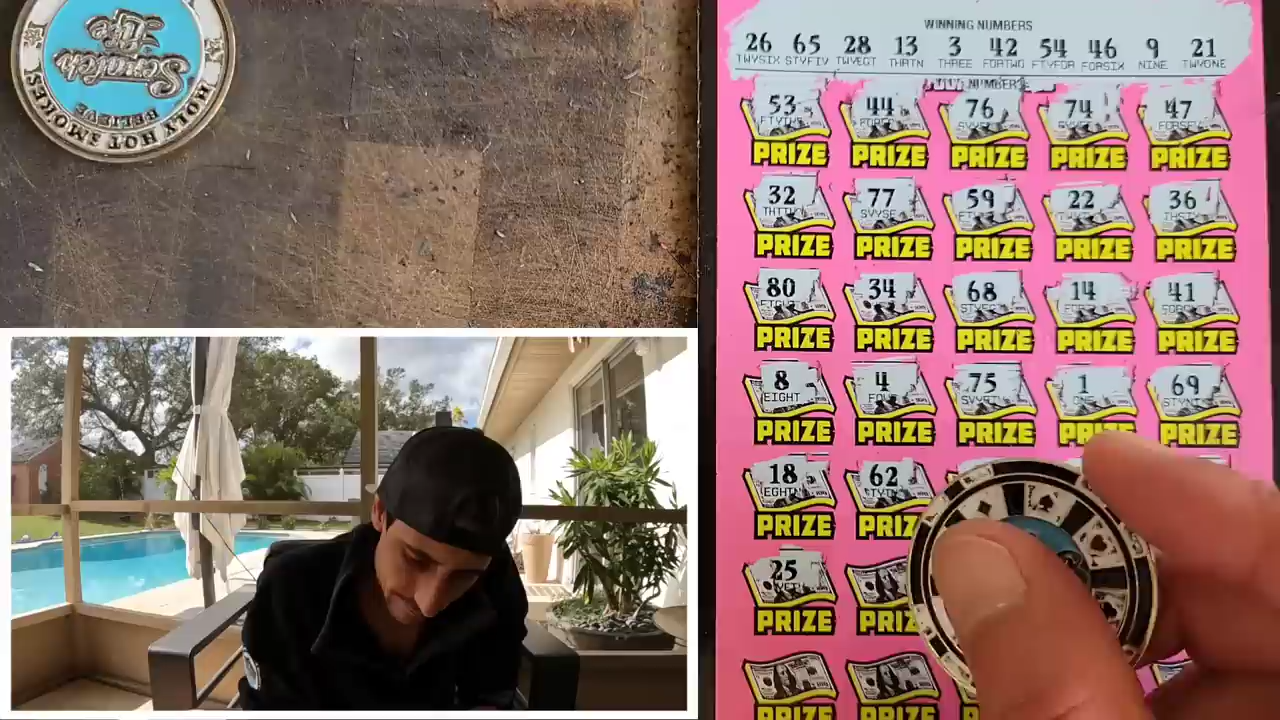 Scratch
Life
BELIEVE
HOLY HOT SMOKES
WINNING NUMBERS
26 65 28 13 3 42 54 46 9 21
TWYSIX STYFIV TWYEGT THRTN THREE FORTWO FTYFOR FORSIX NINE TWYONE
53 44 76 74 47
PRIZE PRIZE PRIZE PRIZE PRIZE
32 77 59 22 36
PRIZE PRIZE PRIZE PRIZE PRIZE
80 34 68 14 41
PRIZE PRIZE PRIZE PRIZE PRIZE
8 4 75 1 69
EIGHT
PRIZE PRIZE PRIZE PRIZE PRIZE
18 62
PRIZE PRIZE
25
PRIZE
PRIZE PRIZE